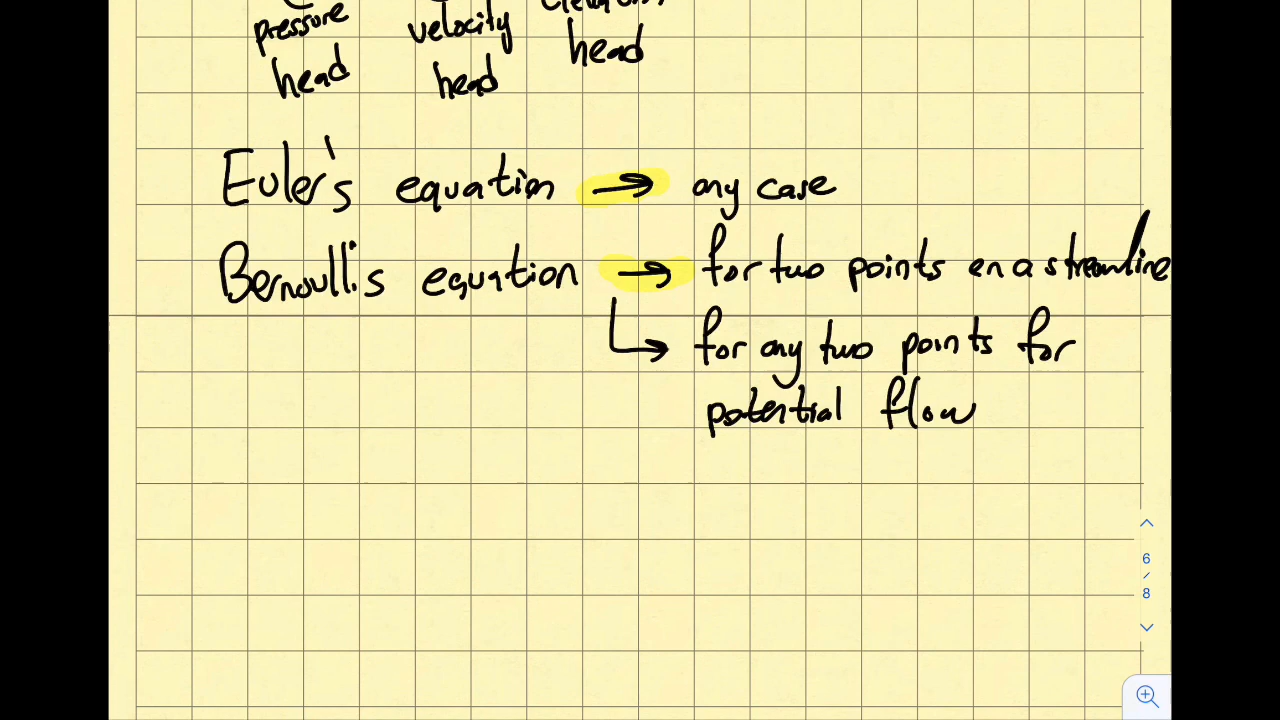 pressure velocity
head head head
Euler's equation → any case
Bernoulli's equation → for two points on a streamline
↳ for any two points for
potential flow
6
/
8